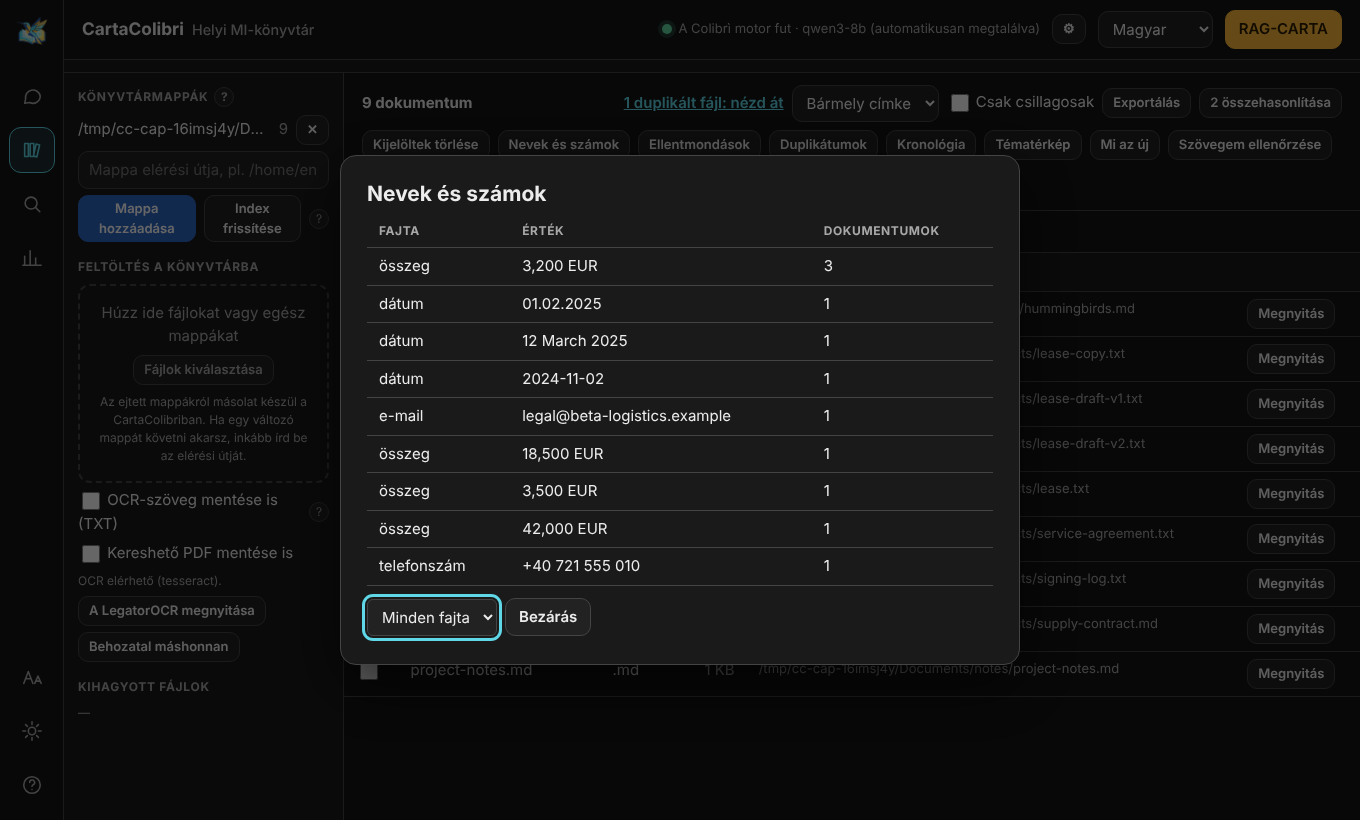 CartaColibri Helyi MI-könyvtár
A Colibrì motor fut · qwen3-8b (automatikusan megtalálva)
Magyar
RAG-CARTA
KÖNYVTÁRMAPPÁK ?
/tmp/cc-cap-16imsj4y/D... 9 ×
Mappa elérési útja, pl. /home/en
Mappa hozzáadása
Index frissítése
?
FELTÖLTÉS A KÖNYVTÁRBA
Húzz ide fájlokat vagy egész
mappákat
Fájlok kiválasztása
Az ejtett mappákról másolat készül a
CartaColibriban. Ha egy változó
mappát követni akarsz, inkább írd be
az elérési útját.
OCR-szöveg mentése is
(TXT)
?
Kereshető PDF mentése is
OCR elérhető (tesseract).
A LegatorOCR megnyitása
Behozatal máshonnan
KIHAGYOTT FÁJLOK
—
9 dokumentum
1 duplikált fájl: nézd át
Bármely címke
Csak csillagosak
Exportálás
2 összehasonlítása
Kijelöltek törlése
Nevek és számok
Ellentmondások
Duplikátumok
Kronológia
Tématérkép
Mi az új
Szövegem ellenőrzése
Nevek és számok
FAJTA ÉRTÉK DOKUMENTUMOK
összeg 3,200 EUR 3
dátum 01.02.2025 1
dátum 12 March 2025 1
dátum 2024-11-02 1
e-mail legal@beta-logistics.example 1
összeg 18,500 EUR 1
összeg 3,500 EUR 1
összeg 42,000 EUR 1
telefonszám +40 721 555 010 1
Minden fajta
Bezárás
/hummingbirds.md Megnyitás
ts/lease-copy.txt Megnyitás
ts/lease-draft-v1.txt Megnyitás
ts/lease-draft-v2.txt Megnyitás
ts/lease.txt Megnyitás
ts/service-agreement.txt Megnyitás
ts/signing-log.txt Megnyitás
ts/supply-contract.md Megnyitás
project-notes.md .md 1 KB /tmp/cc-cap-16imsj4y/Documents/notes/project-notes.md Megnyitás